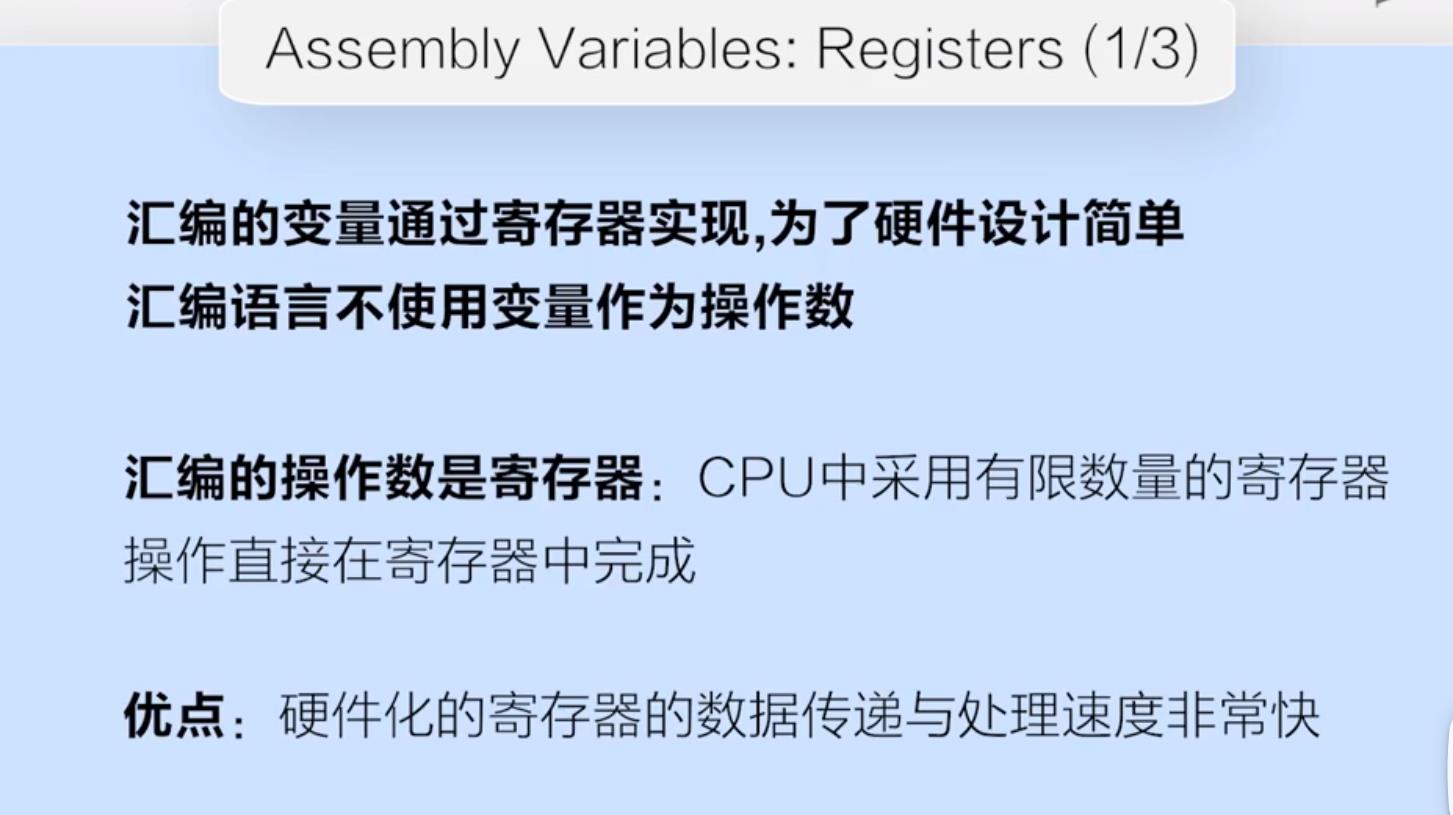 Assembly Variables: Registers (1/3)
汇编的变量通过寄存器实现,为了硬件设计简单
汇编语言不使用变量作为操作数
汇编的操作数是寄存器：CPU中采用有限数量的寄存器
操作直接在寄存器中完成
优点：硬件化的寄存器的数据传递与处理速度非常快